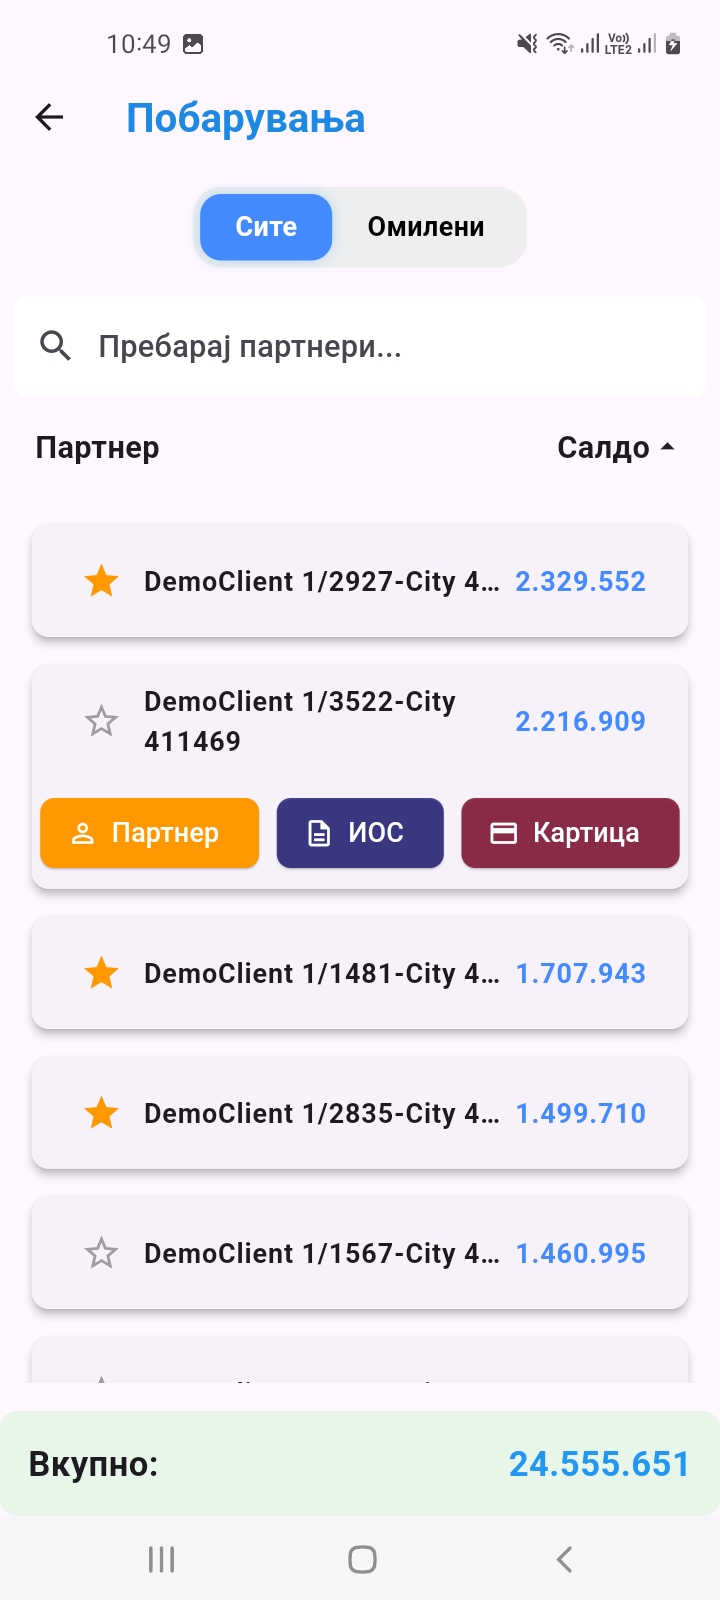 10:49
Vo))
LTE2
Побарувања
Сите
Омилени
Пребарај партнери...
Партнер
Салдо
DemoClient 1/2927-City 4...
2.329.552
DemoClient 1/3522-City
411469
2.216.909
Партнер
ИОС
Картица
DemoClient 1/1481-City 4...
1.707.943
DemoClient 1/2835-City 4...
1.499.710
DemoClient 1/1567-City 4...
1.460.995
Вкупно:
24.555.651